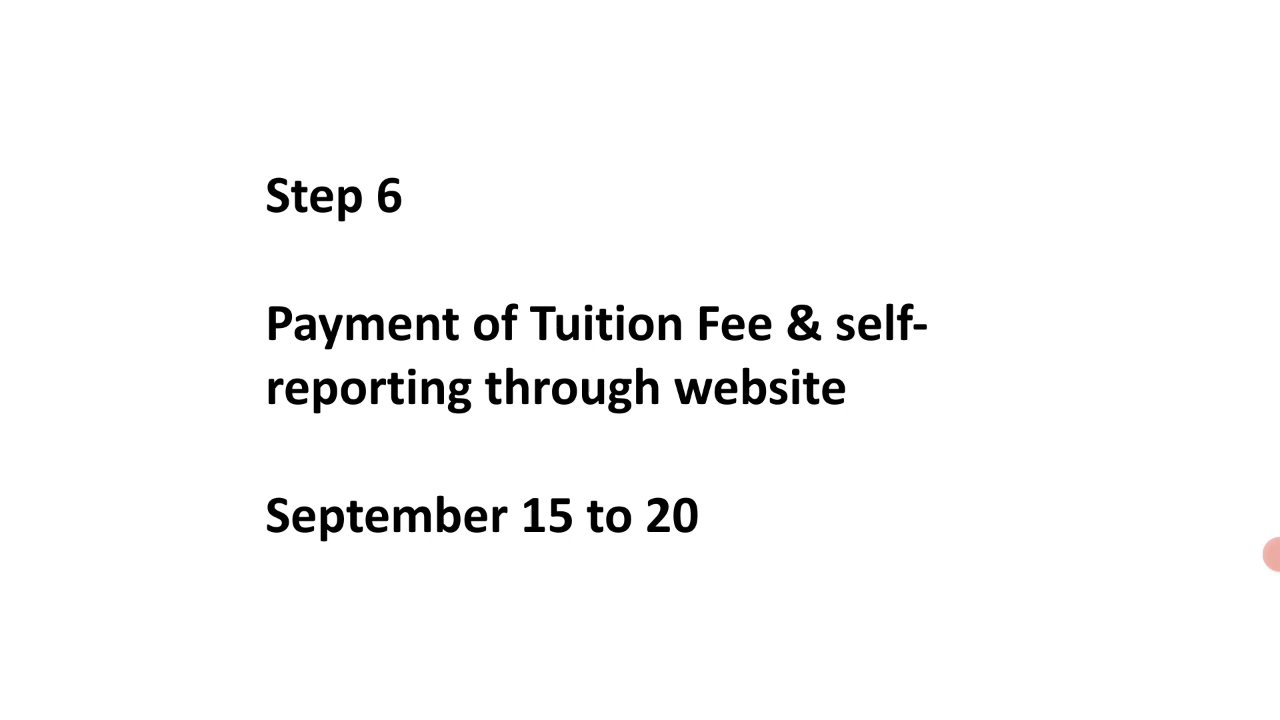 Step 6
Payment of Tuition Fee & self-
reporting through website
September 15 to 20